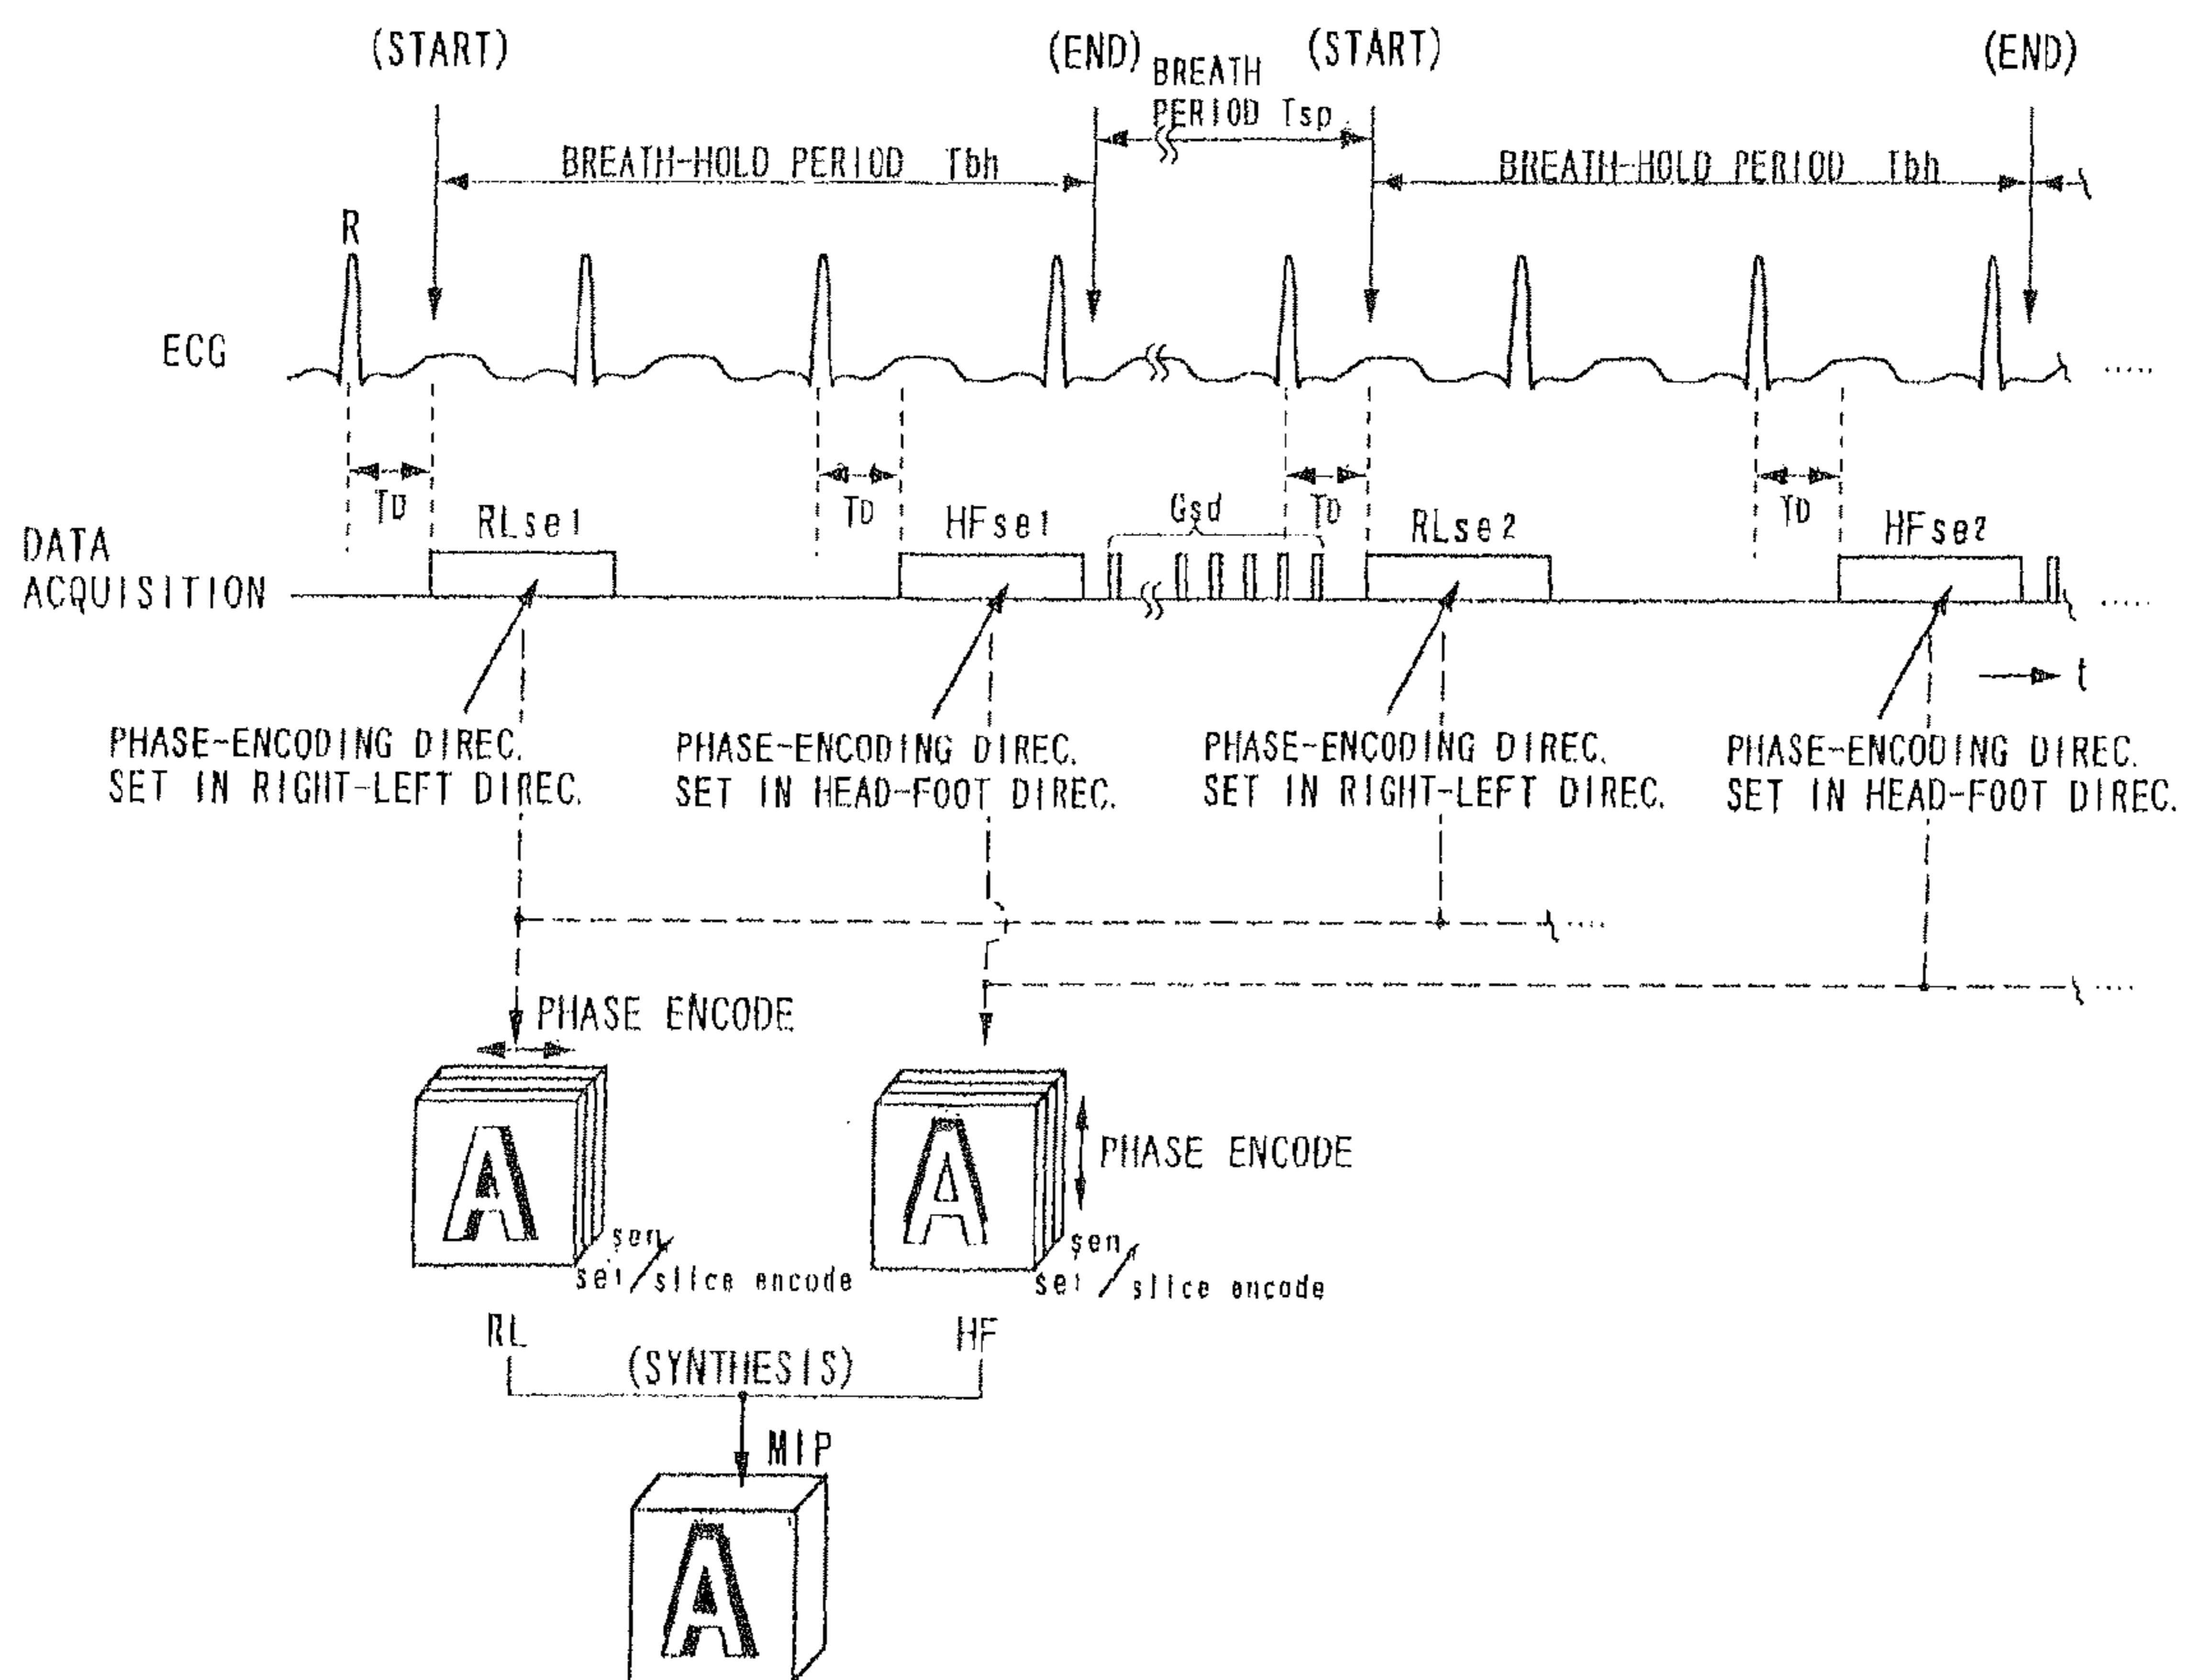 (START)
(END)
(START)
(END)
BREATH
PERIOD Tsp
BREATH-HOLD PERIOD Tbh
BREATH-HOLD PERIOD Tbh
R
ECG
.....
TD
TD
TD
TD
Gsd
RLse1
HFse1
RLse2
HFse2
DATA
ACQUISITION
.....
t
PHASE-ENCODING DIREC.
SET IN RIGHT-LEFT DIREC.
PHASE-ENCODING DIREC.
SET IN HEAD-FOOT DIREC.
PHASE-ENCODING DIREC.
SET IN RIGHT-LEFT DIREC.
PHASE-ENCODING DIREC.
SET IN HEAD-FOOT DIREC.
....
....
PHASE ENCODE
A
sen
se1
slice encode
RL
A
PHASE ENCODE
sen
se1
slice encode
HF
(SYNTHESIS)
MIP
A